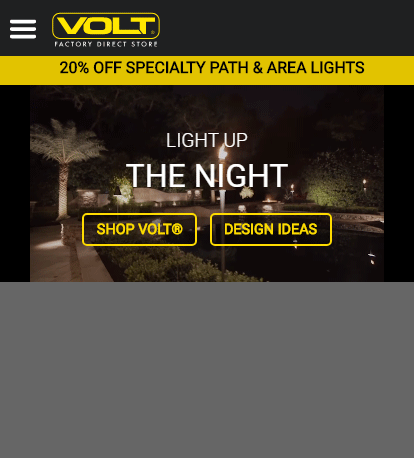 VOLT®
FACTORY DIRECT STORE
20% OFF SPECIALTY PATH & AREA LIGHTS
LIGHT UP
THE NIGHT
SHOP VOLT®
DESIGN IDEAS